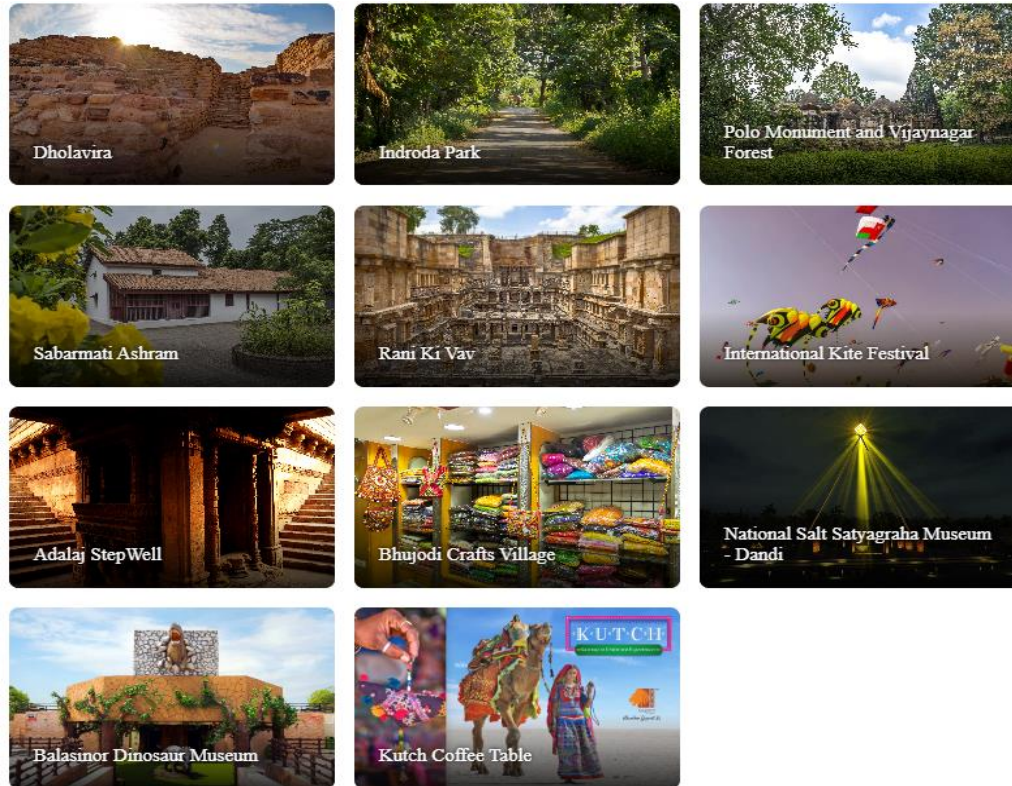 Dholavira
Indroda Park
Polo Monument and Vijaynagar
Forest
Sabarmati Ashram
Rani Ki Vav
International Kite Festival
Adalaj StepWell
Bhujodi Crafts Village
National Salt Satyagraha Museum
- Dandi
Balasinor Dinosaur Museum
KUTCH
Kutch Coffee Table